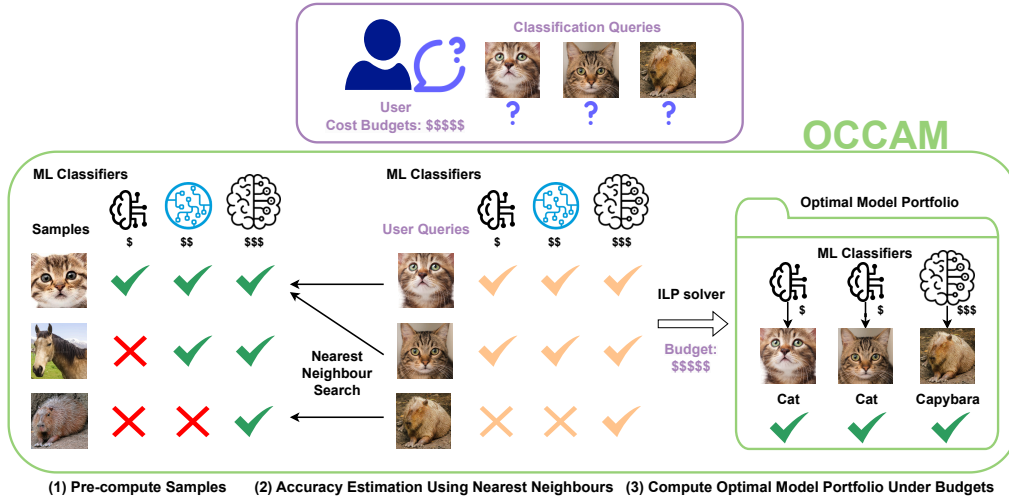 Classification Queries
?
User
Cost Budgets: $$$$$
? ? ?
OCCAM
ML Classifiers
Samples
$ $$ $$$
ML Classifiers
User Queries
$ $$ $$$
Nearest
Neighbour
Search
ILP solver
Budget:
$$$$$
Optimal Model Portfolio
ML Classifiers
$ $ $$$
Cat Cat Capybara
(1) Pre-compute Samples
(2) Accuracy Estimation Using Nearest Neighbours
(3) Compute Optimal Model Portfolio Under Budgets